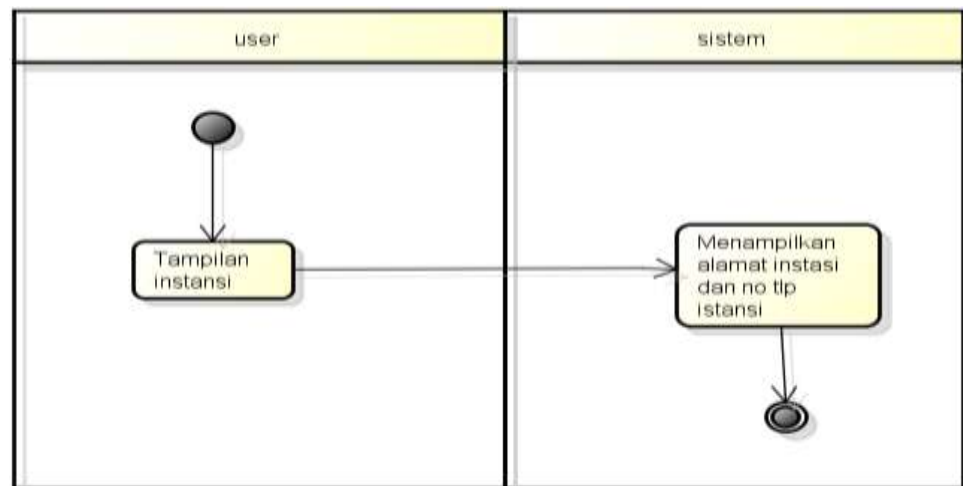 user
sistem
Tampilan
instansi
Menampilkan
alamat instasi
dan no tlp
istansi